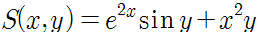 S(x,y) = e^{2x} sin y + x^2 y